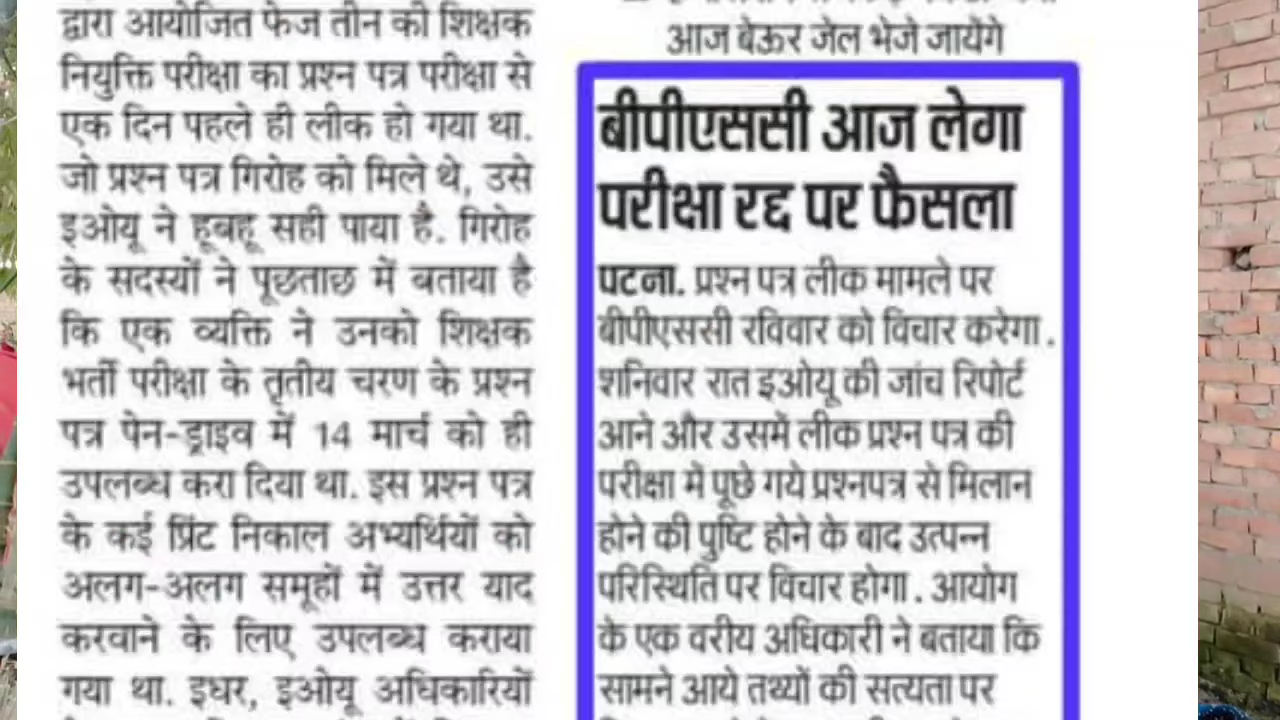 द्वारा आयोजित फेज तीन की शिक्षक
नियुक्ति परीक्षा का प्रश्न पत्र परीक्षा से
एक दिन पहले ही लीक हो गया था.
जो प्रश्न पत्र गिरोह को मिले थे, उसे
इओयू ने हूबहू सही पाया है. गिरोह
के सदस्यों ने पूछताछ में बताया है
कि एक व्यक्ति ने उनको शिक्षक
भर्ती परीक्षा के तृतीय चरण के प्रश्न
पत्र पेन-ड्राइव में 14 मार्च को ही
उपलब्ध करा दिया था. इस प्रश्न पत्र
के कई प्रिंट निकाल अभ्यर्थियों को
अलग-अलग समूहों में उत्तर याद
करवाने के लिए उपलब्ध कराया
गया था. इधर, इओयू अधिकारियों
आज बेऊर जेल भेजे जायेंगे
बीपीएससी आज लेगा
परीक्षा रद्द पर फैसला
पटना. प्रश्न पत्र लीक मामले पर
बीपीएससी रविवार को विचार करेगा.
शनिवार रात इओयू की जांच रिपोर्ट
आने और उसमें लीक प्रश्न पत्र की
परीक्षा में पूछे गये प्रश्नपत्र से मिलान
होने की पुष्टि होने के बाद उत्पन्न
परिस्थिति पर विचार होगा. आयोग
के एक वरीय अधिकारी ने बताया कि
सामने आये तथ्यों की सत्यता पर